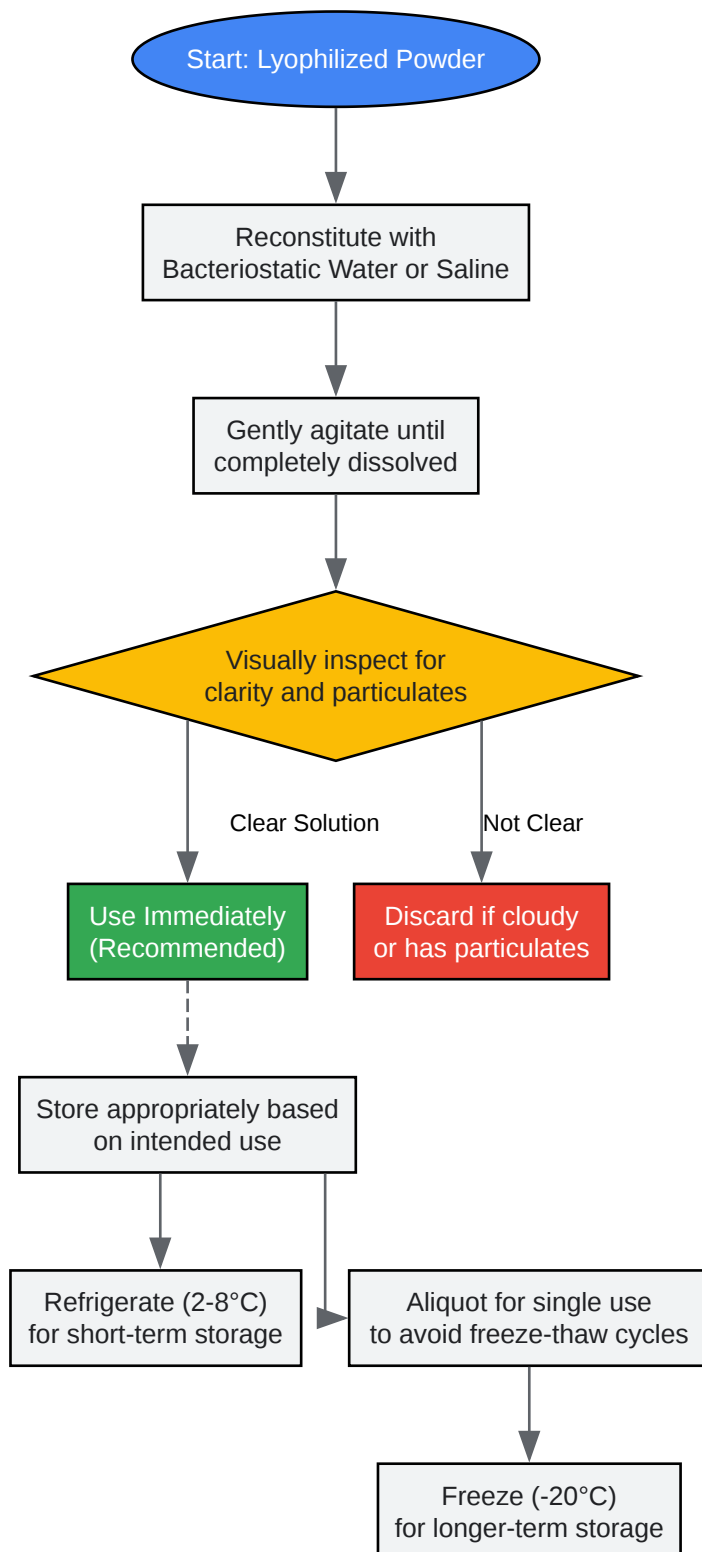 Start: Lyophilized Powder
Reconstitute with
Bacteriostatic Water or Saline
Gently agitate until
completely dissolved
Visually inspect for
clarity and particulates
Clear Solution
Not Clear
Use Immediately
(Recommended)
Discard if cloudy
or has particulates
Store appropriately based
on intended use
Refrigerate (2-8°C)
for short-term storage
Aliquot for single use
to avoid freeze-thaw cycles
Freeze (-20°C)
for longer-term storage